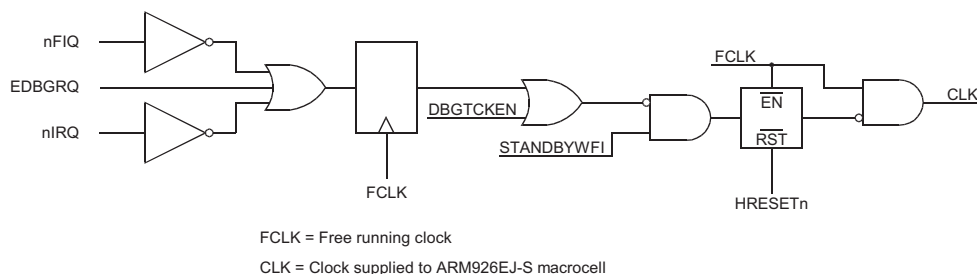 nFIQ
EDBGRQ
nIRQ
FCLK
DBGTCKEN
STANDBYWFI
FCLK
EN
RST
HRESETn
CLK
FCLK = Free running clock
CLK = Clock supplied to ARM926EJ-S macrocell